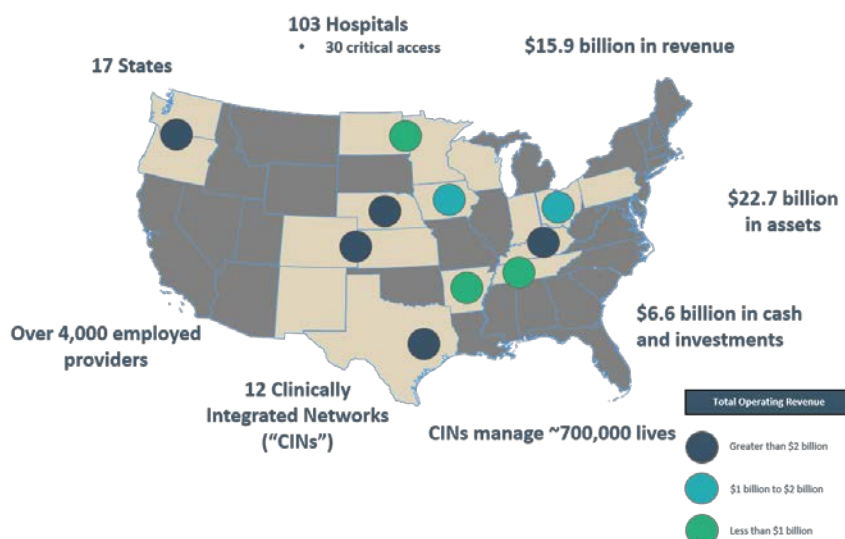 103 Hospitals
• 30 critical access
$15.9 billion in revenue
17 States
$22.7 billion
in assets
$6.6 billion in cash
and investments
Over 4,000 employed
providers
12 Clinically
Integrated Networks
(“CINs”)
CINs manage ~700,000 lives
Total Operating Revenue
Greater than $2 billion
$1 billion to $2 billion
Less than $1 billion